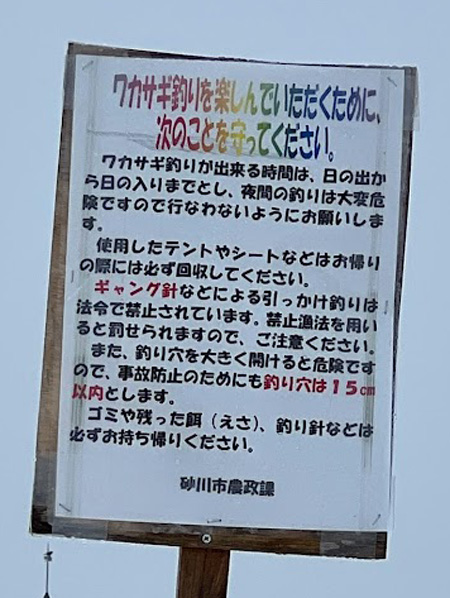 ワカサギ釣りを楽しんでいただくために、
次のことを守ってください。
ワカサギ釣りが出来る時間は、日の出か
ら日の入りまでとし、夜間の釣りは大変危
険ですので行なわないようにお願いしま
す。
使用したテントやシートなどはお帰り
の際には必ず回収してください。
ギャング針などによる引っかけ釣りは
法令で禁止されています。禁止漁法を用い
ると罰せられますので、ご注意ください。
また、釣り穴を大きく開けると危険です
ので、事故防止のためにも釣り穴は15cm
以内とします。
ゴミや残った餌（えさ）、釣り針などは
必ずお持ち帰りください。
砂川市農政課